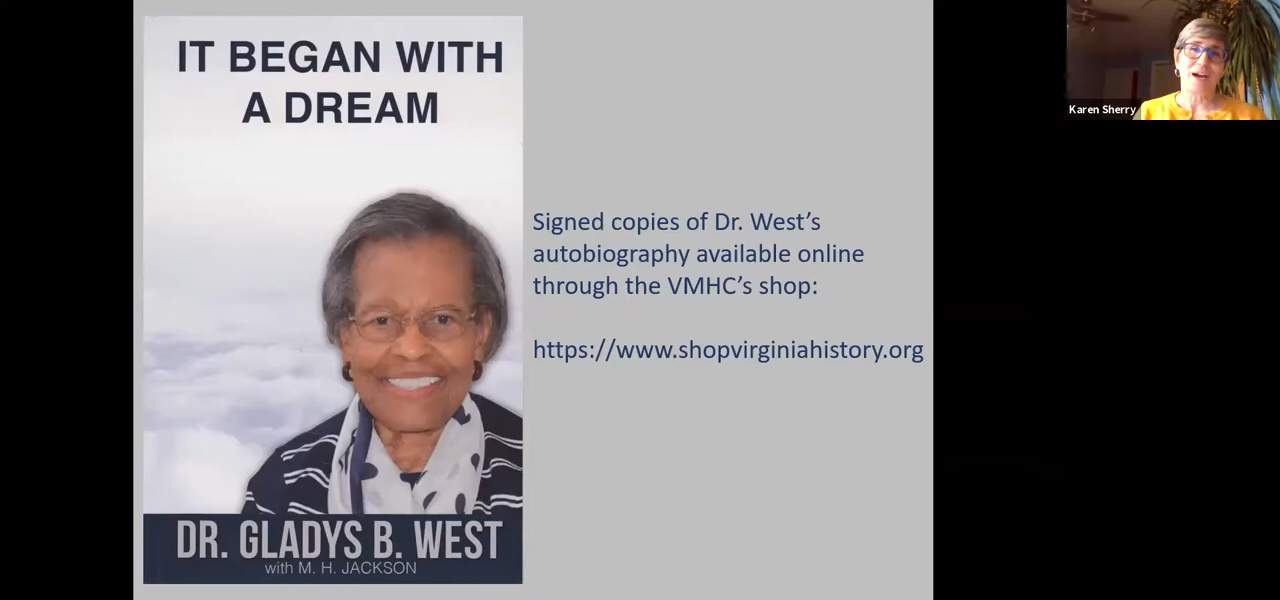 IT BEGAN WITH
A DREAM
DR. GLADYS B. WEST
with M. H. JACKSON
Signed copies of Dr. West’s
autobiography available online
through the VMHC’s shop:
https://www.shopvirginiahistory.org
Karen Sherry